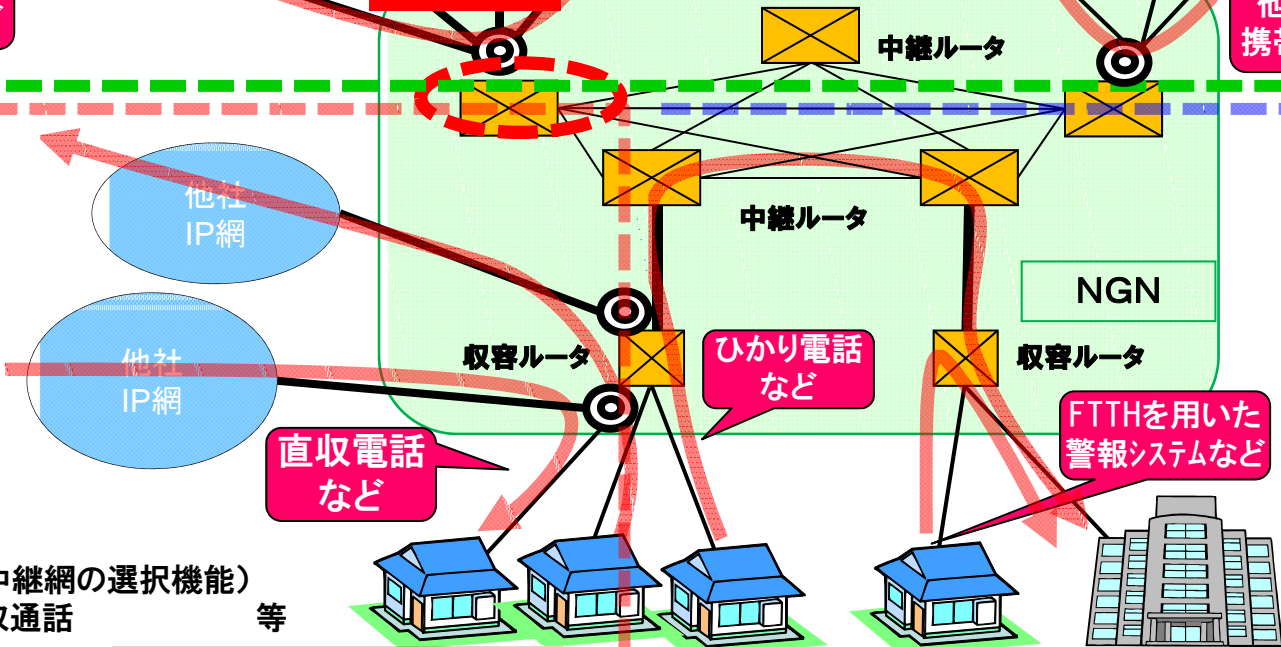 中継ルータ
他
携帯
中継ルータ
他社
IP網
NGN
他社
IP網
収容ルータ
ひかり電話
など
収容ルータ
FTTHを用いた
警報システムなど
直収電話
など
中継網の選択機能）
収通話 等